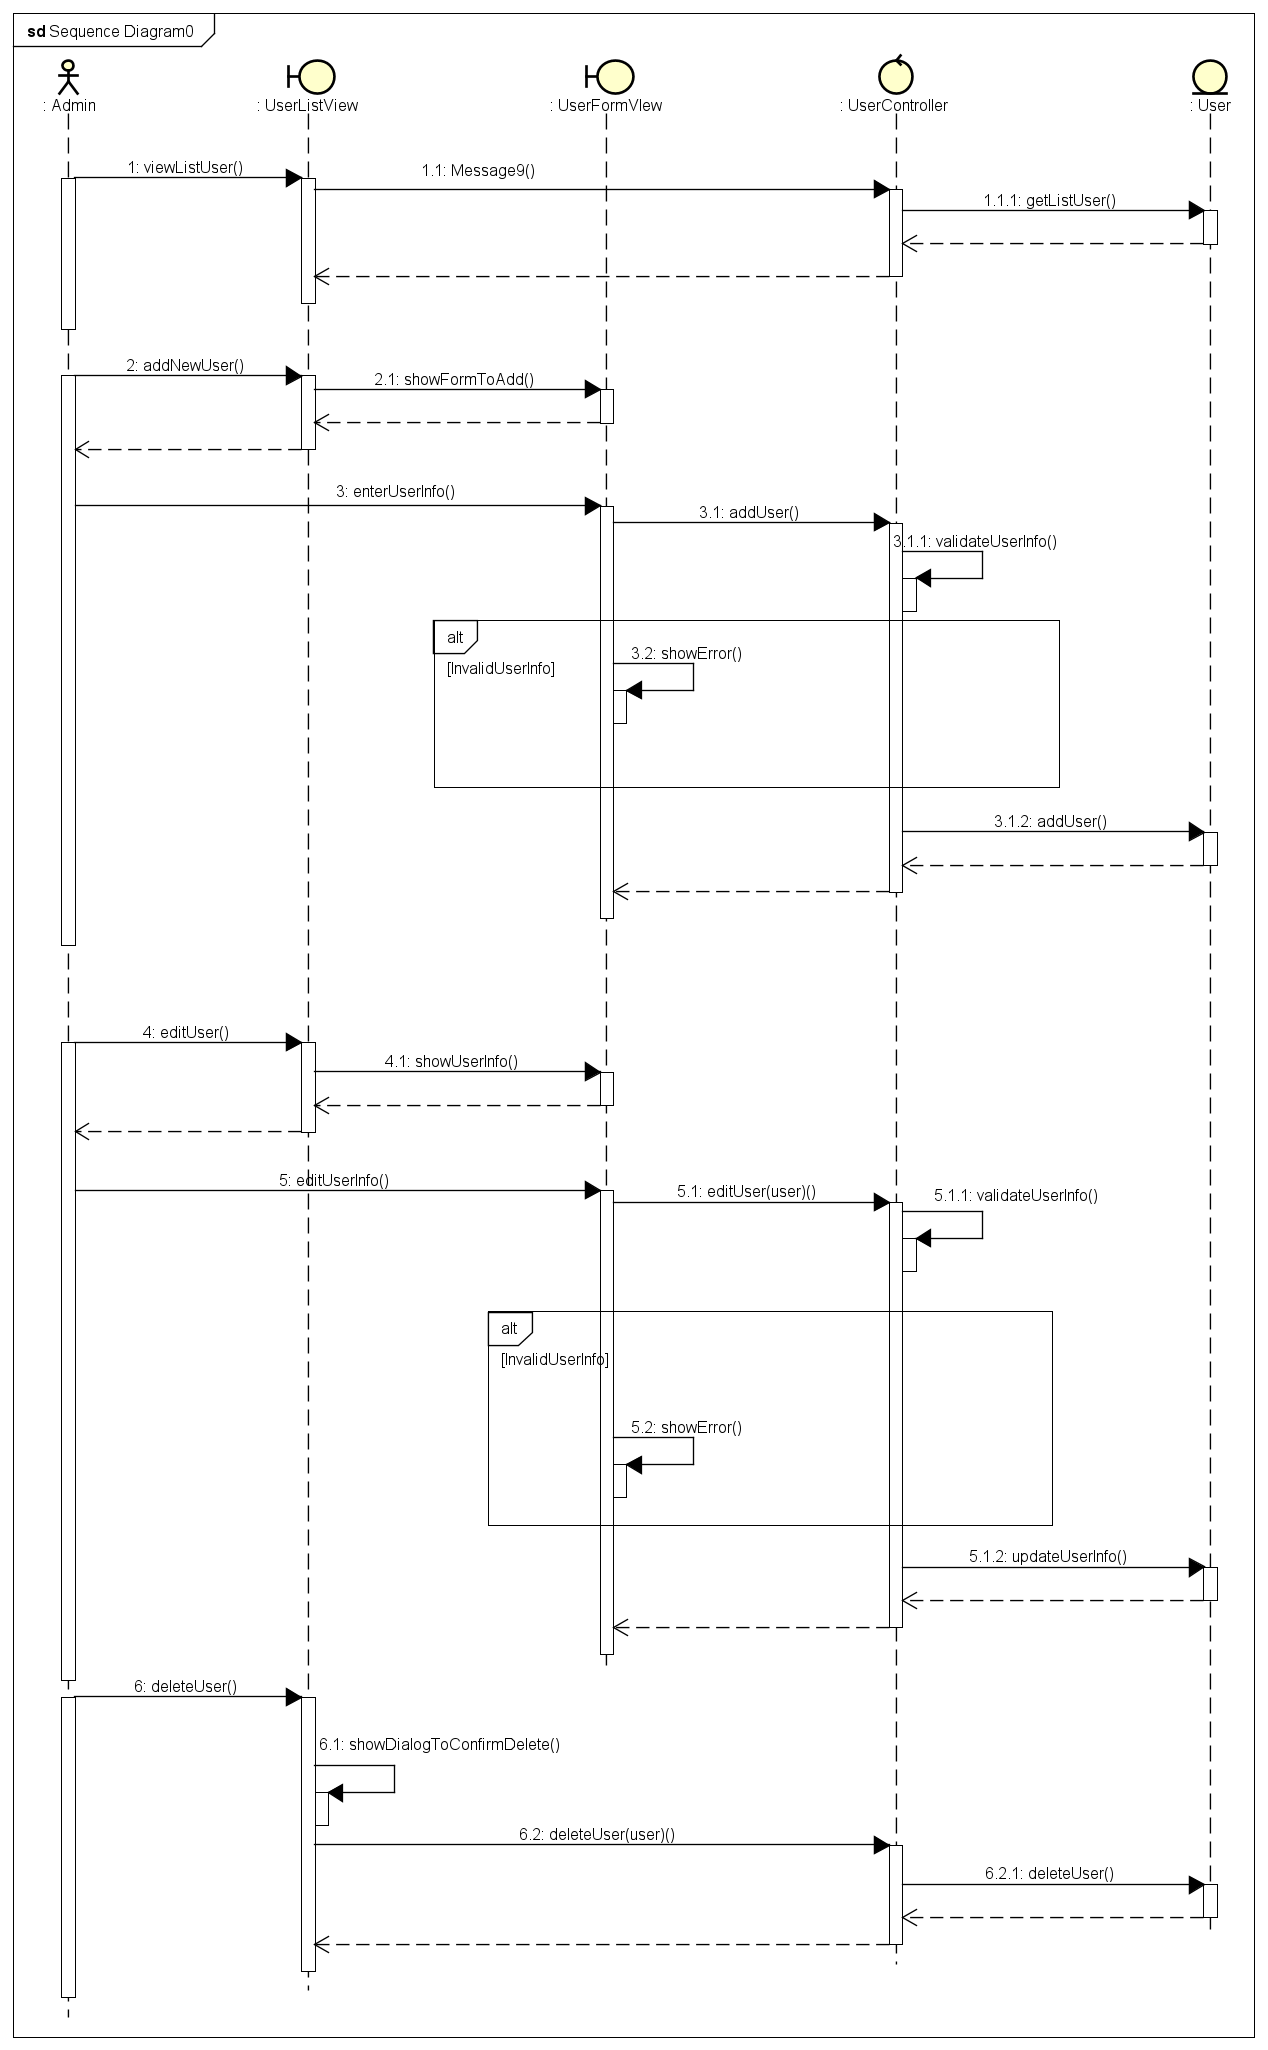 sd Sequence Diagram0
: Admin
: UserListView
: UserFormVIew
: UserController
: User
1: viewListUser()
1.1: Message9()
1.1.1: getListUser()
2: addNewUser()
2.1: showFormToAdd()
3: enterUserInfo()
3.1: addUser()
3.1.1: validateUserInfo()
alt
3.2: showError()
[InvalidUserInfo]
3.1.2: addUser()
4: editUser()
4.1: showUserInfo()
5: editUserInfo()
5.1: editUser(user)()
5.1.1: validateUserInfo()
alt
[InvalidUserInfo]
5.2: showError()
5.1.2: updateUserInfo()
6: deleteUser()
6.1: showDialogToConfirmDelete()
6.2: deleteUser(user)()
6.2.1: deleteUser()